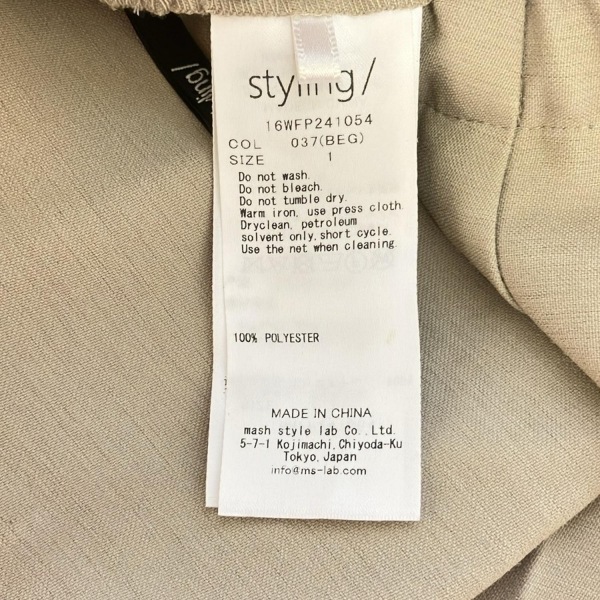 styling/
16WFP241054
COL 037(BEG)
SIZE 1
Do not wash.
Do not bleach.
Do not tumble dry.
Warm iron, use press cloth.
Dryclean, petroleum
solvent only,short cycle.
Use the net when cleaning.
100% POLYESTER
MADE IN CHINA
mash style lab Co.,Ltd.
5-7-1 Kojimachi,Chiyoda-Ku
Tokyo,Japan
info@ms-lab.com
ling/